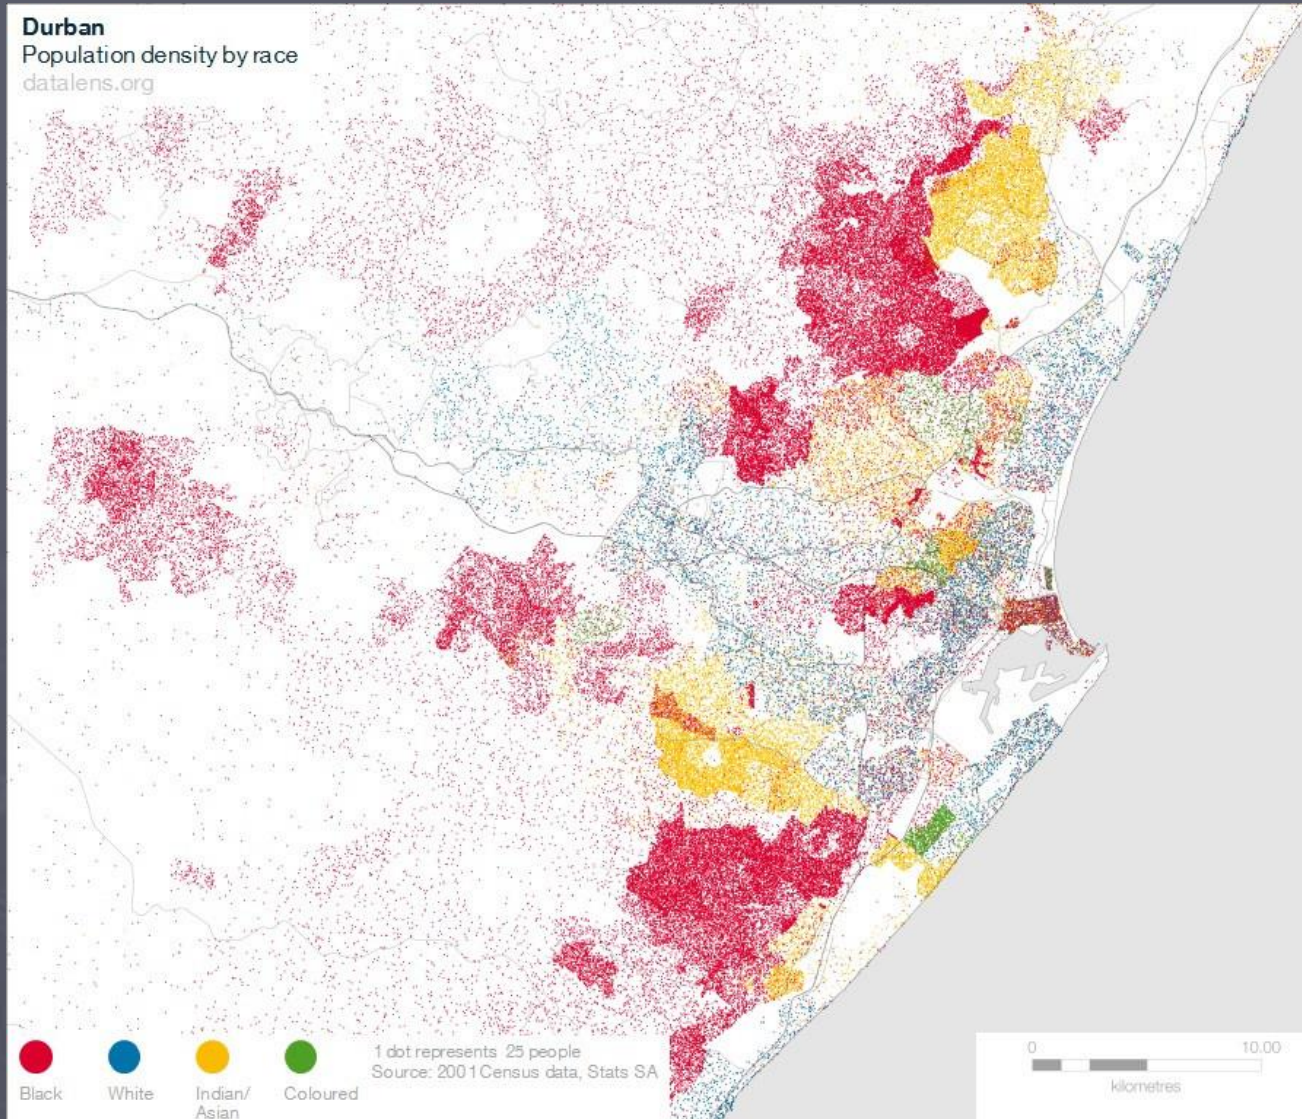 Durban
Population density by race
datalens.org
Black
White
Indian/
Asian
Coloured
1 dot represents 25 people
Source: 2001 Census data, Stats SA
0
10.00
kilometres